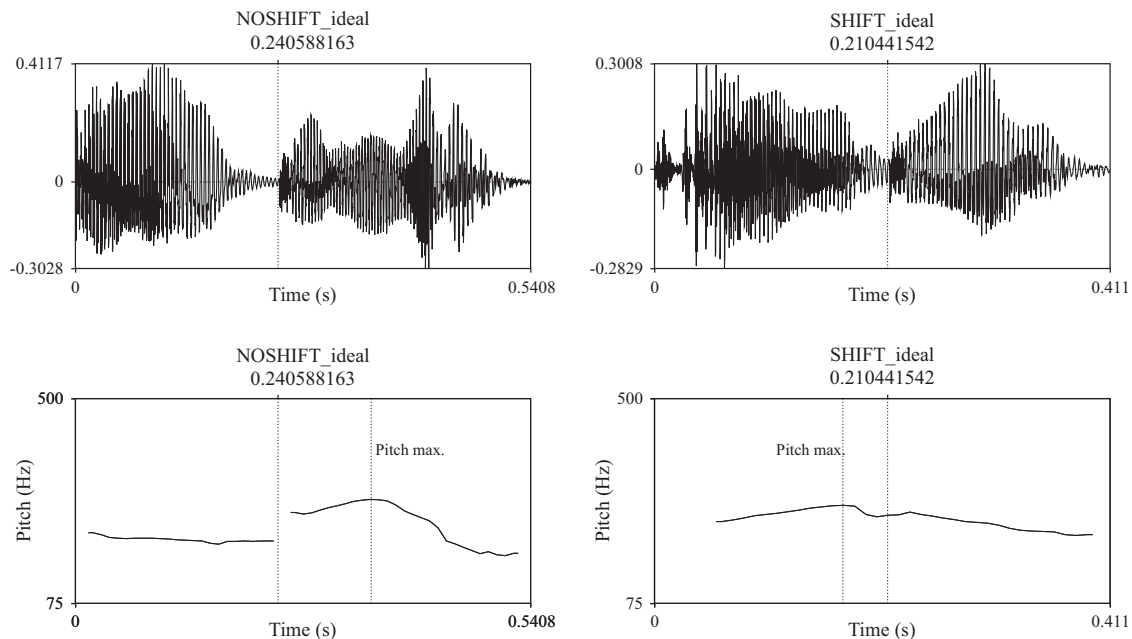 NOSHIFT_ideal
0.240588163
0.4117
0
-0.3028
0
0.5408
Time (s)
SHIFT_ideal
0.210441542
0.3008
0
-0.2829
0
0.411
Time (s)
NOSHIFT_ideal
0.240588163
500
Pitch max.
Pitch (Hz)
75
0
0.5408
Time (s)
SHIFT_ideal
0.210441542
500
Pitch max.
Pitch (Hz)
75
0
0.411
Time (s)